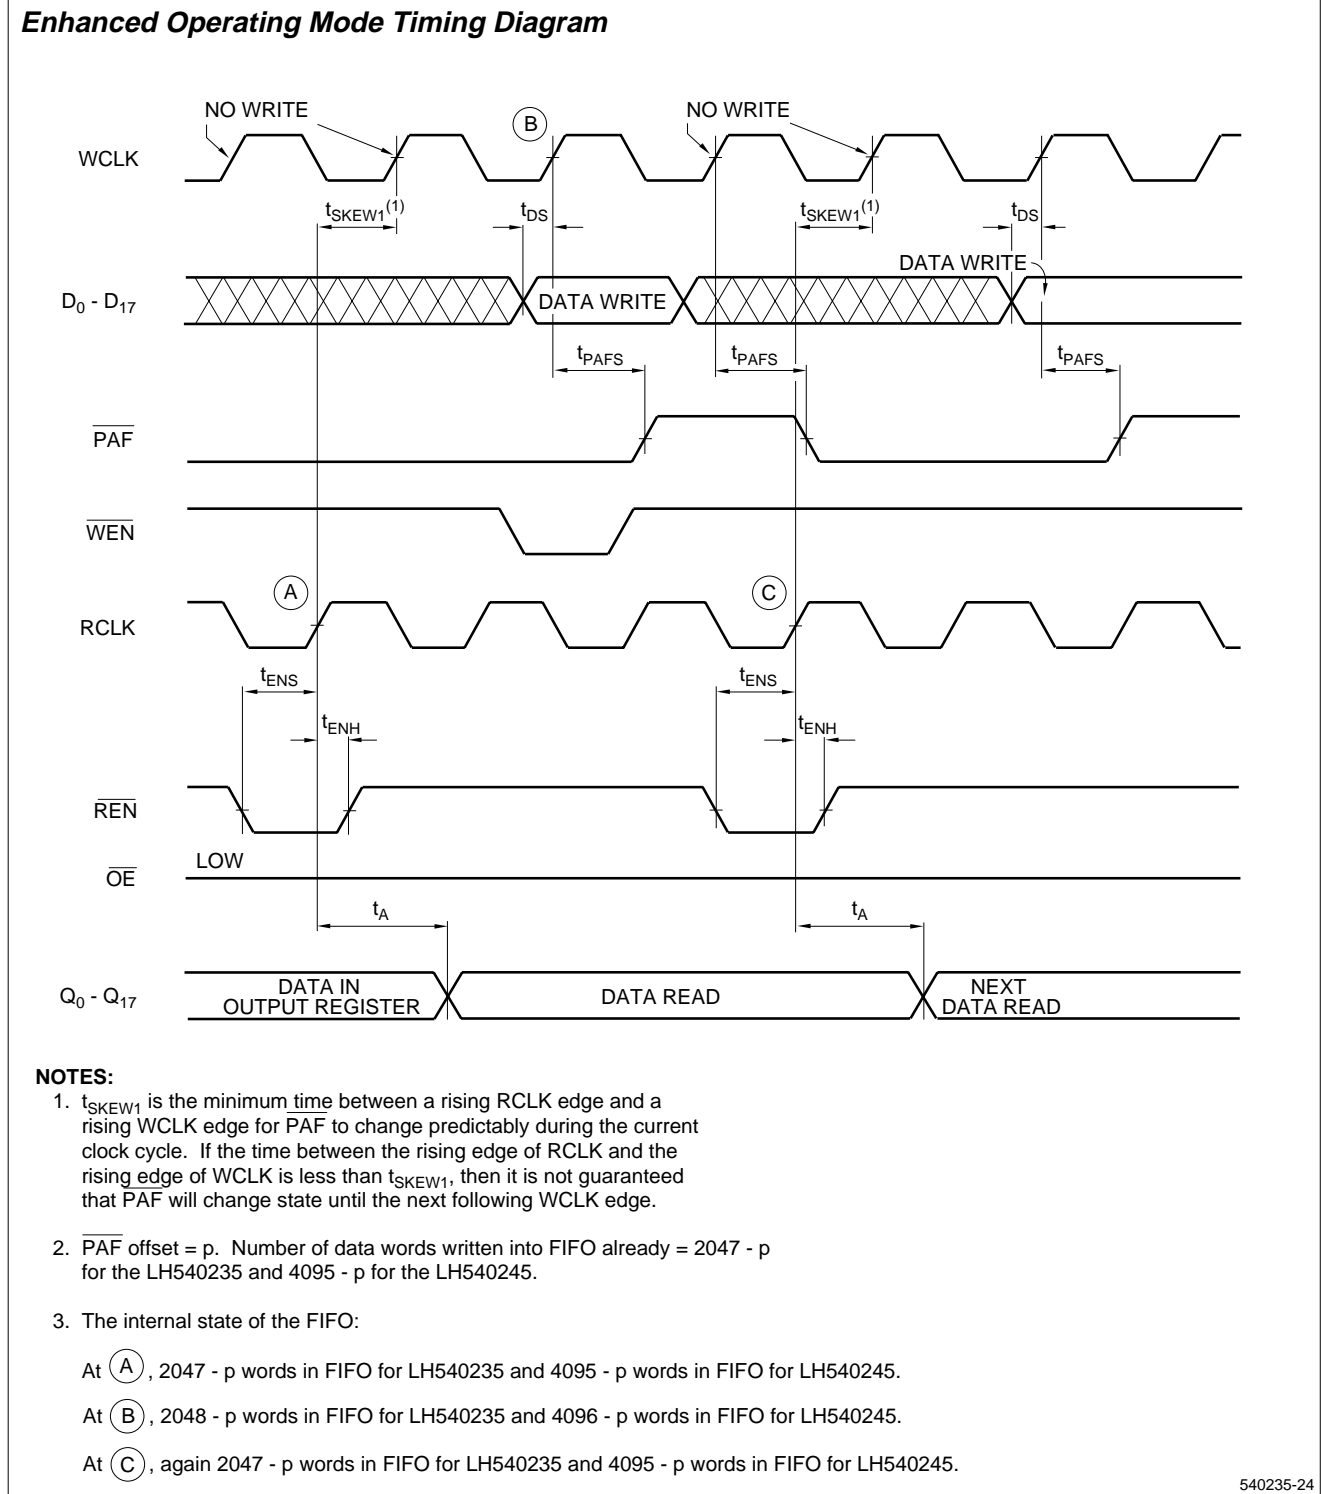 Enhanced Operating Mode Timing Diagram
NO WRITE
B
NO WRITE
WCLK
tSKEW1(1)
tDS
tSKEW1(1)
tDS
DATA WRITE
D0 - D17
DATA WRITE
tPAFS
tPAFS
tPAFS
PAF
WEN
A
C
RCLK
tENS
tENS
tENH
tENH
REN
LOW
OE
tA
tA
Q0 - Q17
DATA IN
OUTPUT REGISTER
DATA READ
NEXT
DATA READ
NOTES:
1. tSKEW1 is the minimum time between a rising RCLK edge and a
rising WCLK edge for PAF to change predictably during the current
clock cycle. If the time between the rising edge of RCLK and the
rising edge of WCLK is less than tSKEW1, then it is not guaranteed
that PAF will change state until the next following WCLK edge.
2. PAF offset = p. Number of data words written into FIFO already = 2047 - p
for the LH540235 and 4095 - p for the LH540245.
3. The internal state of the FIFO:
At A, 2047 - p words in FIFO for LH540235 and 4095 - p words in FIFO for LH540245.
At B, 2048 - p words in FIFO for LH540235 and 4096 - p words in FIFO for LH540245.
At C, again 2047 - p words in FIFO for LH540235 and 4095 - p words in FIFO for LH540245.
540235-24